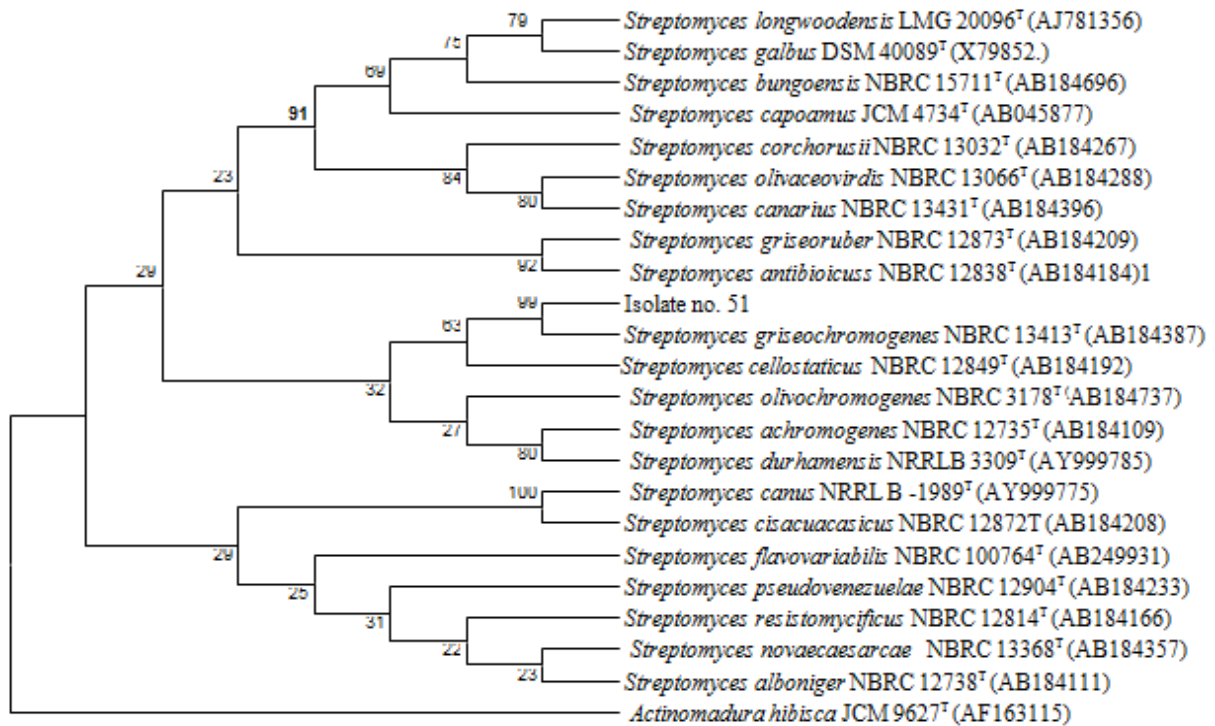 79
Streptomyces longwoodensis LMG 20096ᵀ (AJ781356)
75
Streptomyces galbus DSM 40089ᵀ (X79852.)
69
Streptomyces bungoensis NBRC 15711ᵀ (AB184696)
91
Streptomyces capoamus JCM 4734ᵀ (AB045877)
Streptomyces corchorusii NBRC 13032ᵀ (AB184267)
23
84
Streptomyces olivaceovirdis NBRC 13066ᵀ (AB184288)
80
Streptomyces canarius NBRC 13431ᵀ (AB184396)
Streptomyces griseoruber NBRC 12873ᵀ (AB184209)
29
92
Streptomyces antibioicuss NBRC 12838ᵀ (AB184184)1
99
Isolate no. 51
63
Streptomyces griseochromogenes NBRC 13413ᵀ (AB184387)
Streptomyces cellostaticus NBRC 12849ᵀ (AB184192)
32
Streptomyces olivochromogenes NBRC 3178ᵀ (AB184737)
27
Streptomyces achromogenes NBRC 12735ᵀ (AB184109)
80
Streptomyces durhamensis NRRLB 3309ᵀ (AY999785)
100
Streptomyces canus NRRL B -1989ᵀ (AY999775)
Streptomyces cisacuacasicus NBRC 12872T (AB184208)
29
Streptomyces flavovariabilis NBRC 100764ᵀ (AB249931)
25
Streptomyces pseudovenezuelae NBRC 12904ᵀ (AB184233)
31
Streptomyces resistomycificus NBRC 12814ᵀ (AB184166)
22
Streptomyces novaecaesarcae NBRC 13368ᵀ (AB184357)
23
Streptomyces alboniger NBRC 12738ᵀ (AB184111)
Actinomadura hibisca JCM 9627ᵀ (AF163115)